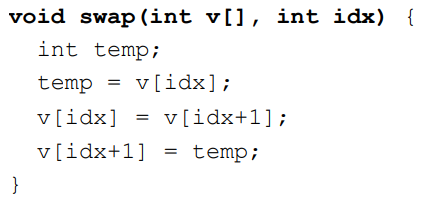 void swap(int v[], int idx) {
int temp;
temp = v[idx];
v[idx] = v[idx+1];
v[idx+1] = temp;
}